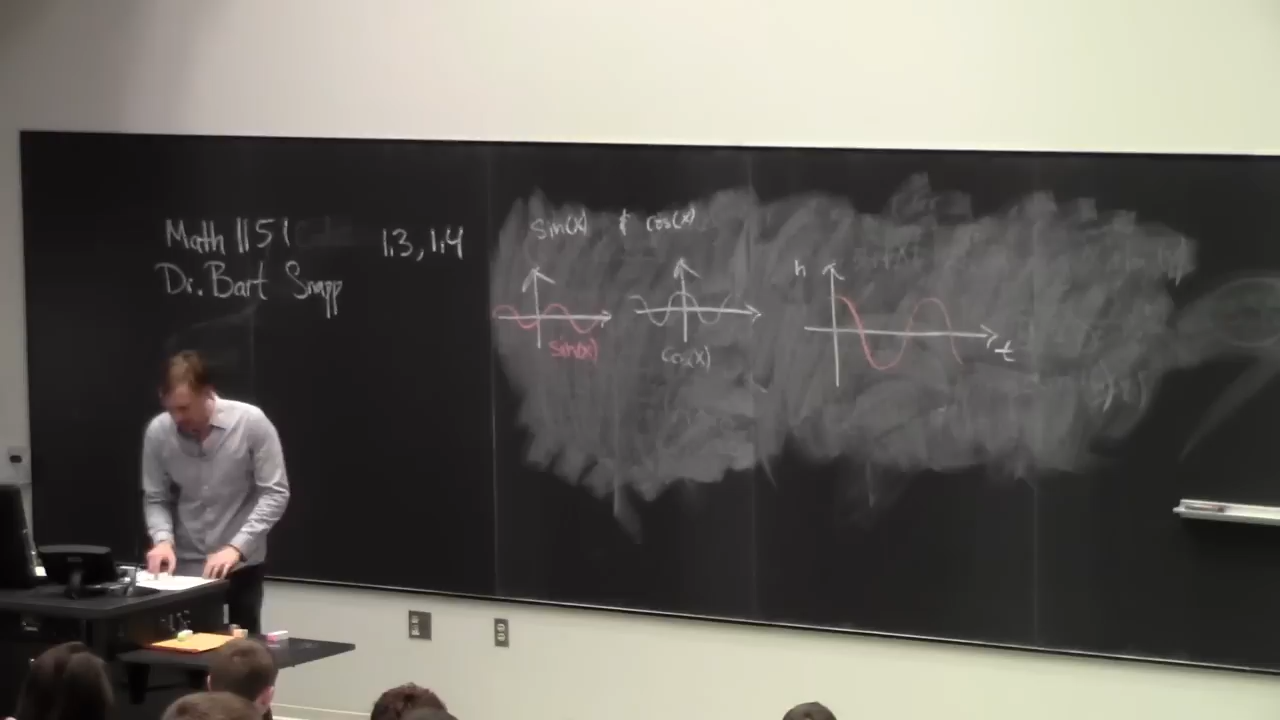 Math 1151
Dr. Bart Snapp
1.3, 1.4
sin(x) & cos(x)
sin(x)
cos(x)
h
t